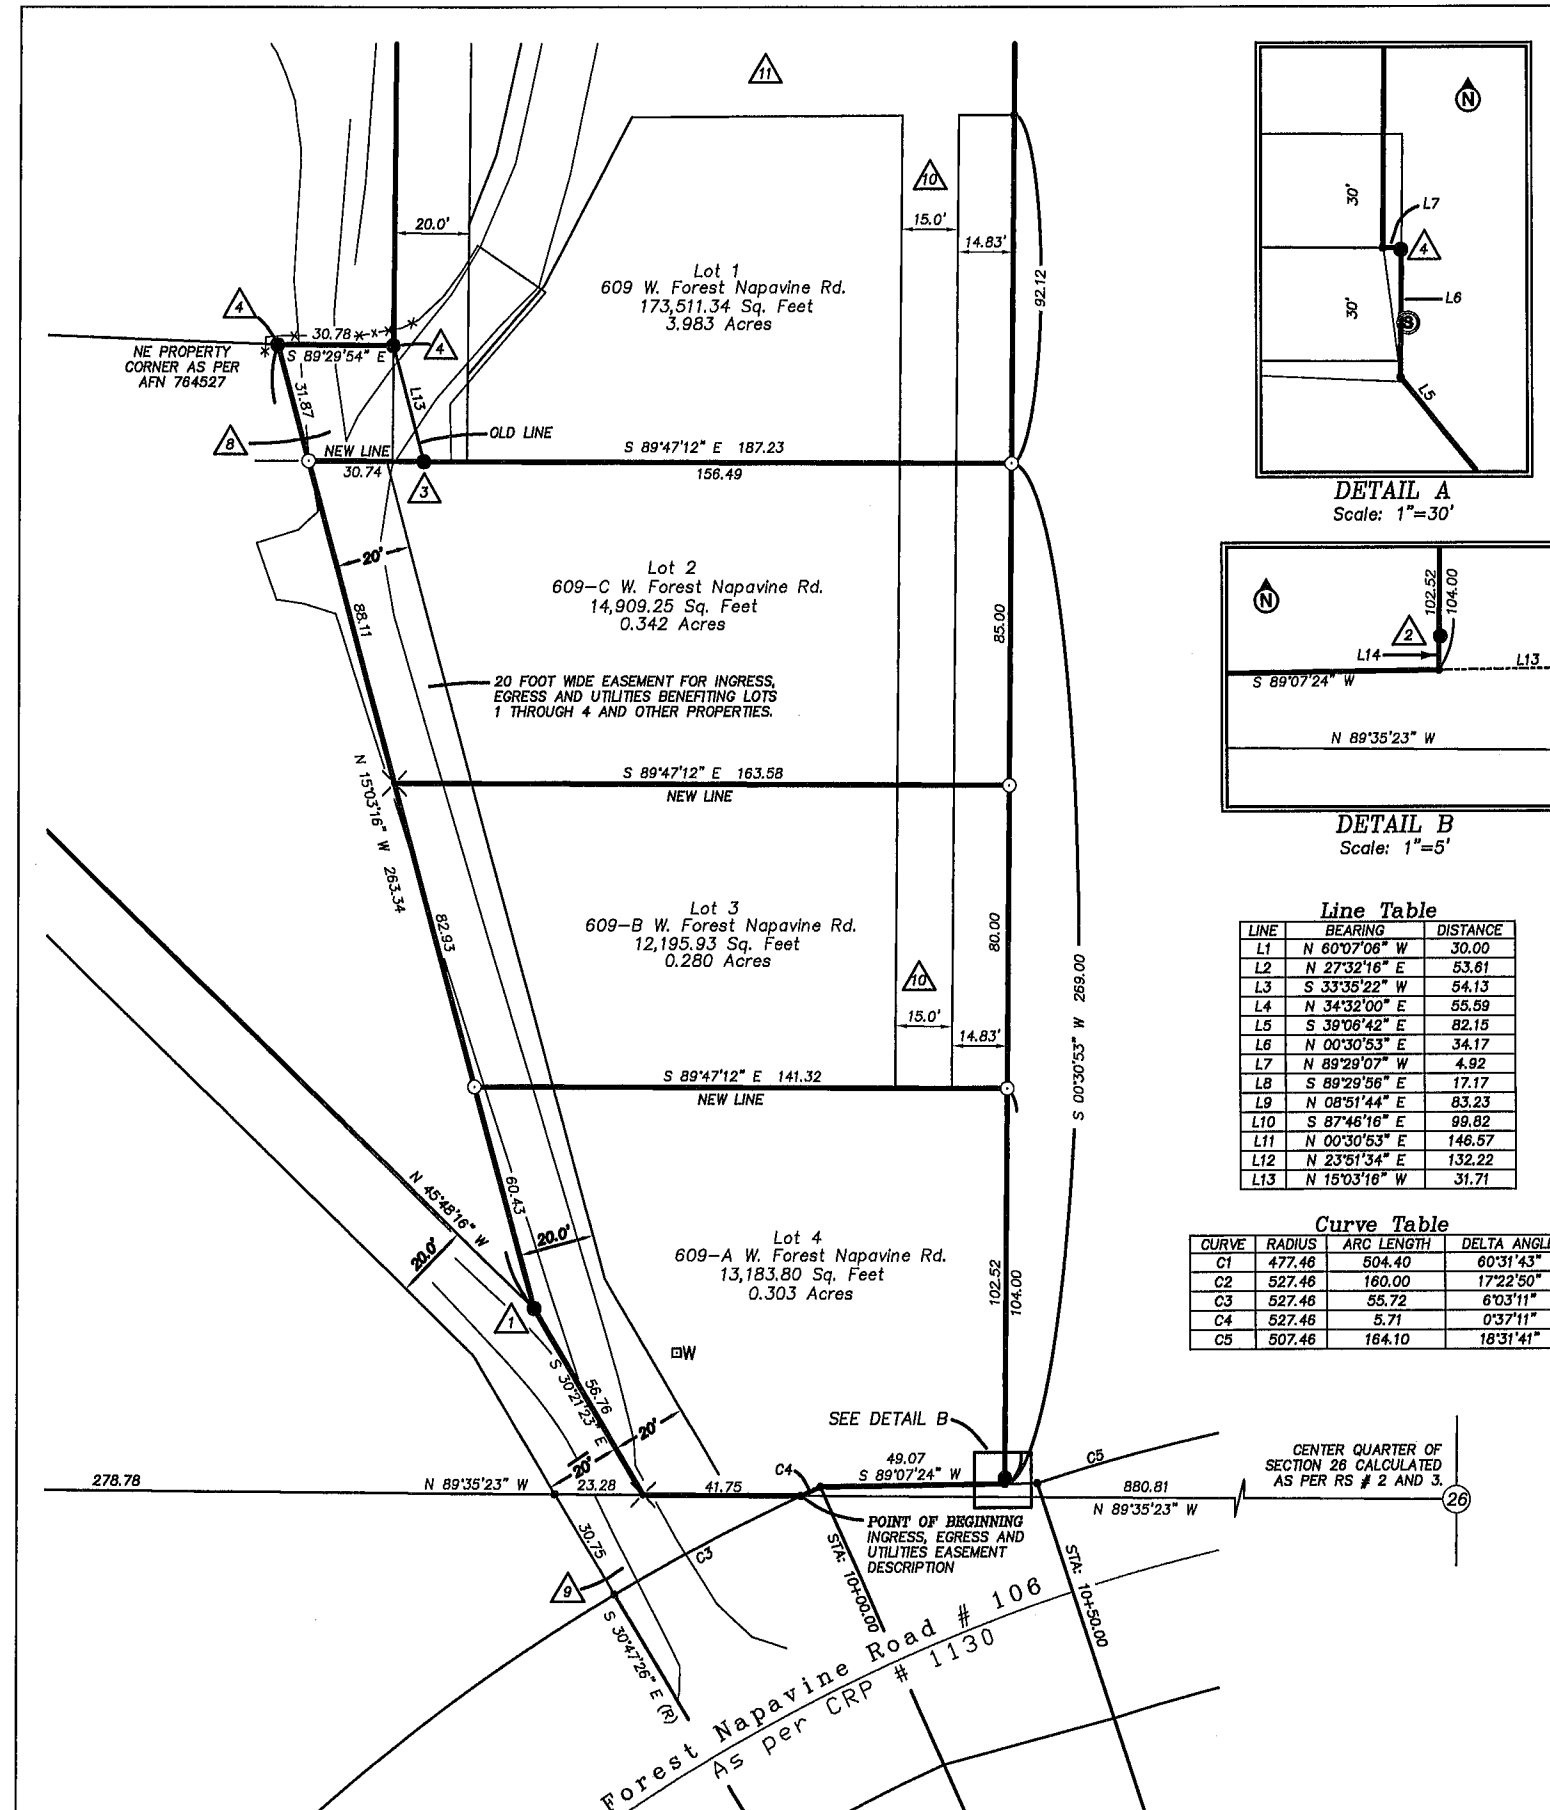 11
10
15.0'
14.83'
20.0'
92.12
Lot 1
609 W. Forest Napavine Rd.
173,511.34 Sq. Feet
3.983 Acres
4
30.78
S 89°29'54" E
4
NE PROPERTY
CORNER AS PER
AFN 764527
31.87
L13
8
OLD LINE
NEW LINE
30.74
3
S 89°47'12" E 187.23
156.49
20'
Lot 2
609-C W. Forest Napavine Rd.
14,909.25 Sq. Feet
0.342 Acres
88.11
85.00
20 FOOT WIDE EASEMENT FOR INGRESS,
EGRESS AND UTILITIES BENEFITING LOTS
1 THROUGH 4 AND OTHER PROPERTIES.
N 15°03'16" W 263.34
S 89°47'12" E 163.58
NEW LINE
82.93
Lot 3
609-B W. Forest Napavine Rd.
12,195.93 Sq. Feet
0.280 Acres
80.00
S 00°30'53" W 269.00
10
15.0'
14.83'
S 89°47'12" E 141.32
NEW LINE
60.43
N 45°48'16" W
20.0'
20.0'
Lot 4
609-A W. Forest Napavine Rd.
13,183.80 Sq. Feet
0.303 Acres
102.52
104.00
1
W
S 30°21'23" E
56.76
20'
20'
SEE DETAIL B
49.07
S 89°07'24" W
C4
C5
278.78
N 89°35'23" W
23.28
41.75
880.81
N 89°35'23" W
CENTER QUARTER OF
SECTION 26 CALCULATED
AS PER RS # 2 AND 3.
26
POINT OF BEGINNING
INGRESS, EGRESS AND
UTILITIES EASEMENT
DESCRIPTION
30.75
C3
9
S 30°47'26" E (R)
STA: 10+00.00
STA: 10+50.00
Forest Napavine Road # 106
As per CRP # 1130
N
30'
L7
4
30'
L6
S
L5
DETAIL A
Scale: 1"=30'
N
102.52
104.00
2
L14
L13
S 89°07'24" W
N 89°35'23" W
DETAIL B
Scale: 1"=5'
Line Table
LINE BEARING DISTANCE
L1 N 60°07'06" W 30.00
L2 N 27°32'16" E 53.61
L3 S 33°35'22" W 54.13
L4 N 34°32'00" E 55.59
L5 S 39°06'42" E 82.15
L6 N 00°30'53" E 34.17
L7 N 89°29'07" W 4.92
L8 S 89°29'56" E 17.17
L9 N 08°51'44" E 83.23
L10 S 87°46'16" E 99.82
L11 N 00°30'53" E 146.57
L12 N 23°51'34" E 132.22
L13 N 15°03'16" W 31.71
Curve Table
CURVE RADIUS ARC LENGTH DELTA ANGLE
C1 477.46 504.40 60°31'43"
C2 527.46 160.00 17°22'50"
C3 527.46 55.72 6°03'11"
C4 527.46 5.71 0°37'11"
C5 507.46 164.10 18°31'41"